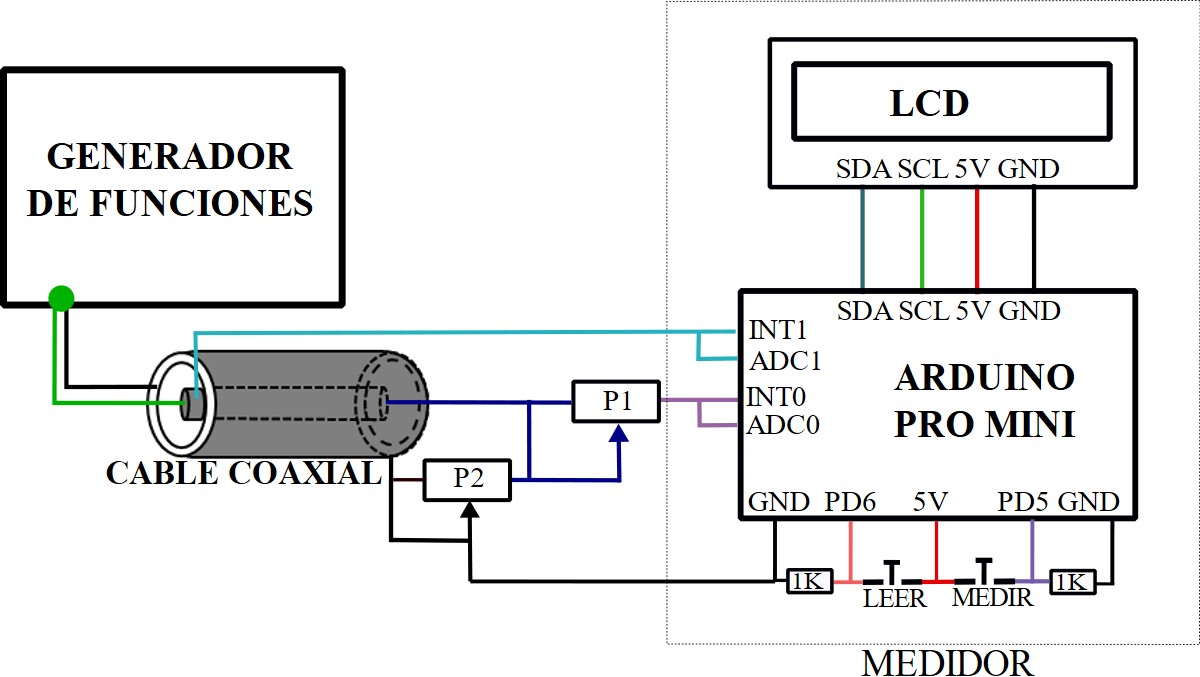 GENERADOR
DE FUNCIONES
LCD
SDA SCL 5V GND
SDA SCL 5V GND
INT1
ADC1
INT0
ADC0
ARDUINO
PRO MINI
P1
CABLE COAXIAL
P2
GND PD6 5V PD5 GND
1K
LEER
MEDIR
1K
MEDIDOR